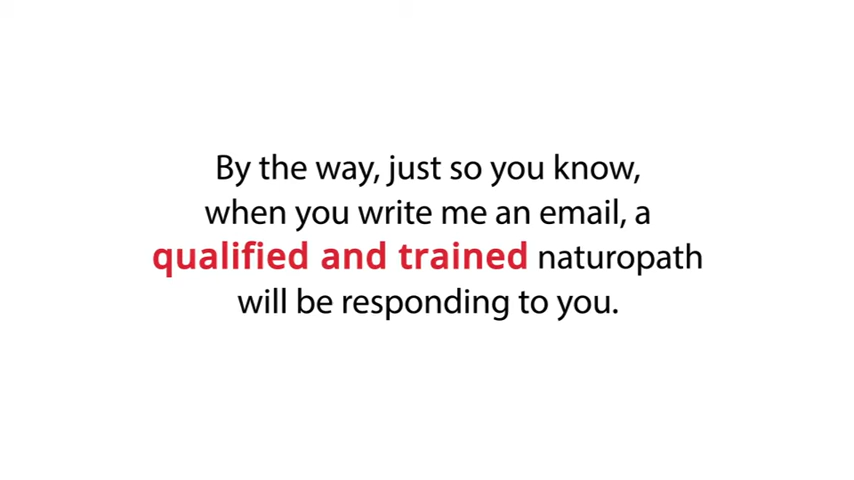 By the way, just so you know,
when you write me an email, a
qualified and trained naturopath
will be responding to you.